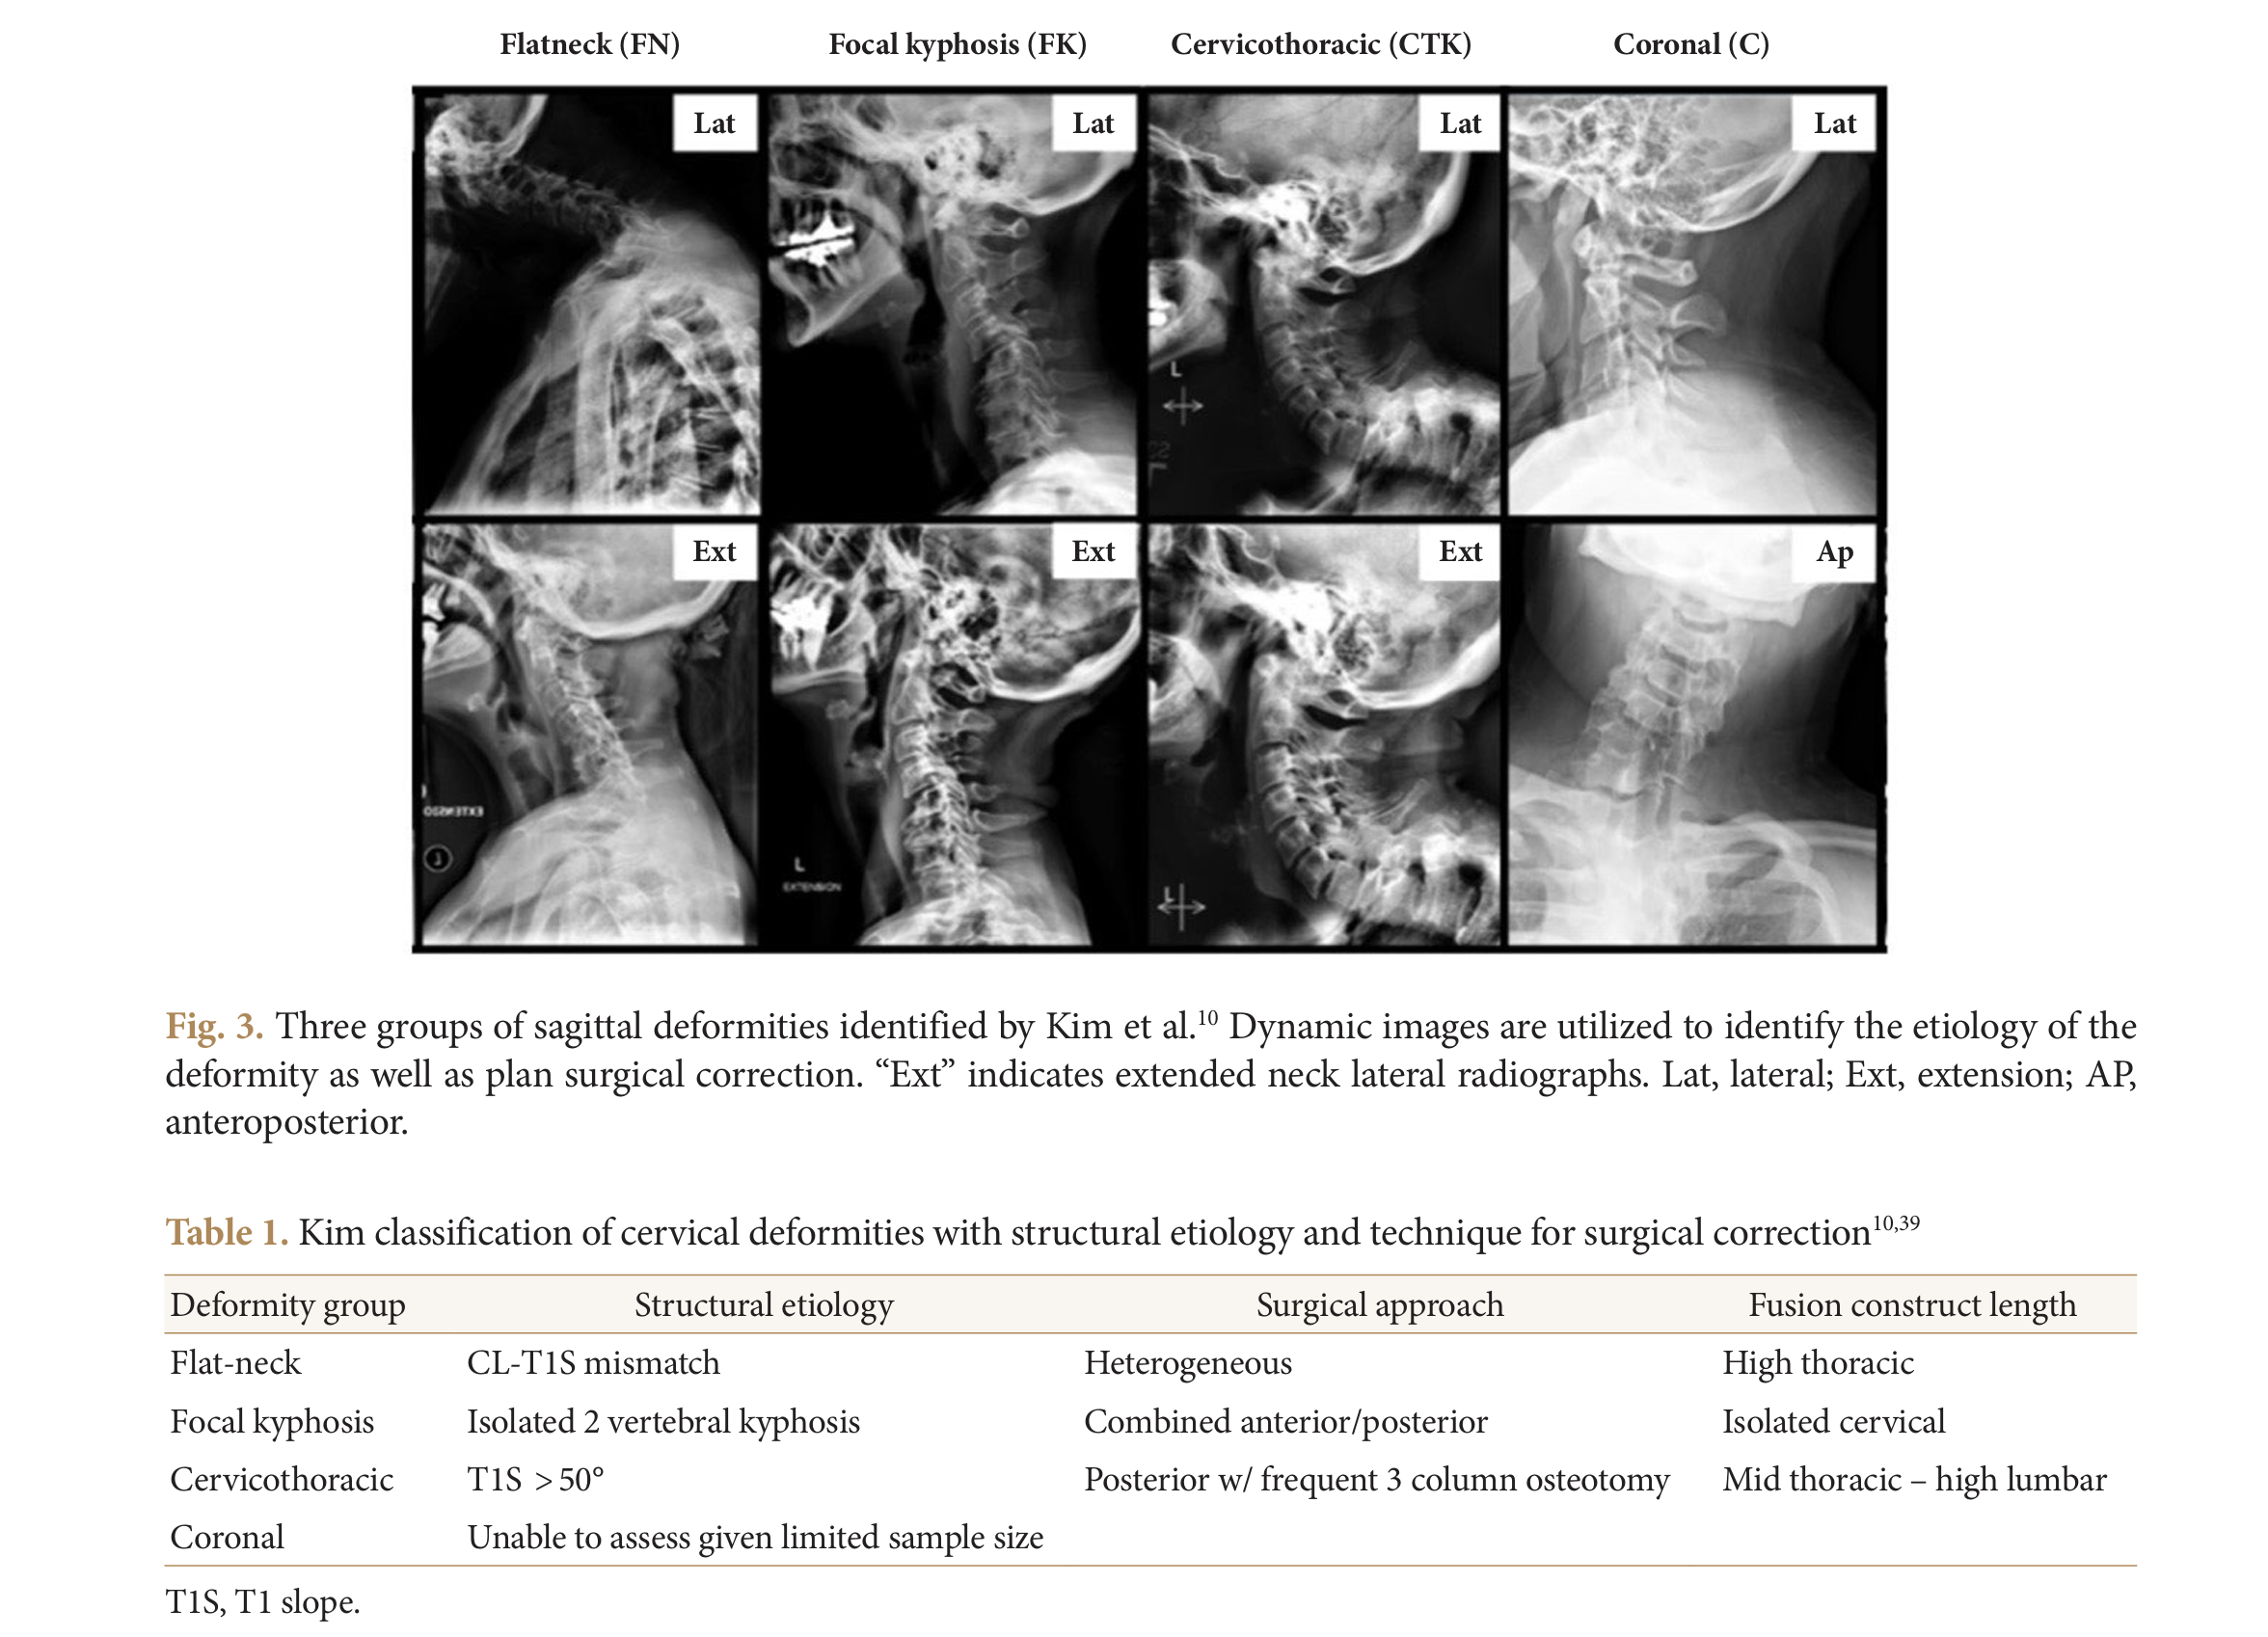 Flatneck (FN) Focal kyphosis (FK) Cervicothoracic (CTK) Coronal (C)
Lat Lat Lat Lat
L
Ext Ext Ext Ap
L
EXTENSION
L
Fig. 3. Three groups of sagittal deformities identified by Kim et al.10 Dynamic images are utilized to identify the etiology of the
deformity as well as plan surgical correction. “Ext” indicates extended neck lateral radiographs. Lat, lateral; Ext, extension; AP,
anteroposterior.
Table 1. Kim classification of cervical deformities with structural etiology and technique for surgical correction10,39
Deformity group Structural etiology Surgical approach Fusion construct length
Flat-neck CL-T1S mismatch Heterogeneous High thoracic
Focal kyphosis Isolated 2 vertebral kyphosis Combined anterior/posterior Isolated cervical
Cervicothoracic T1S >50° Posterior w/ frequent 3 column osteotomy Mid thoracic – high lumbar
Coronal Unable to assess given limited sample size
T1S, T1 slope.